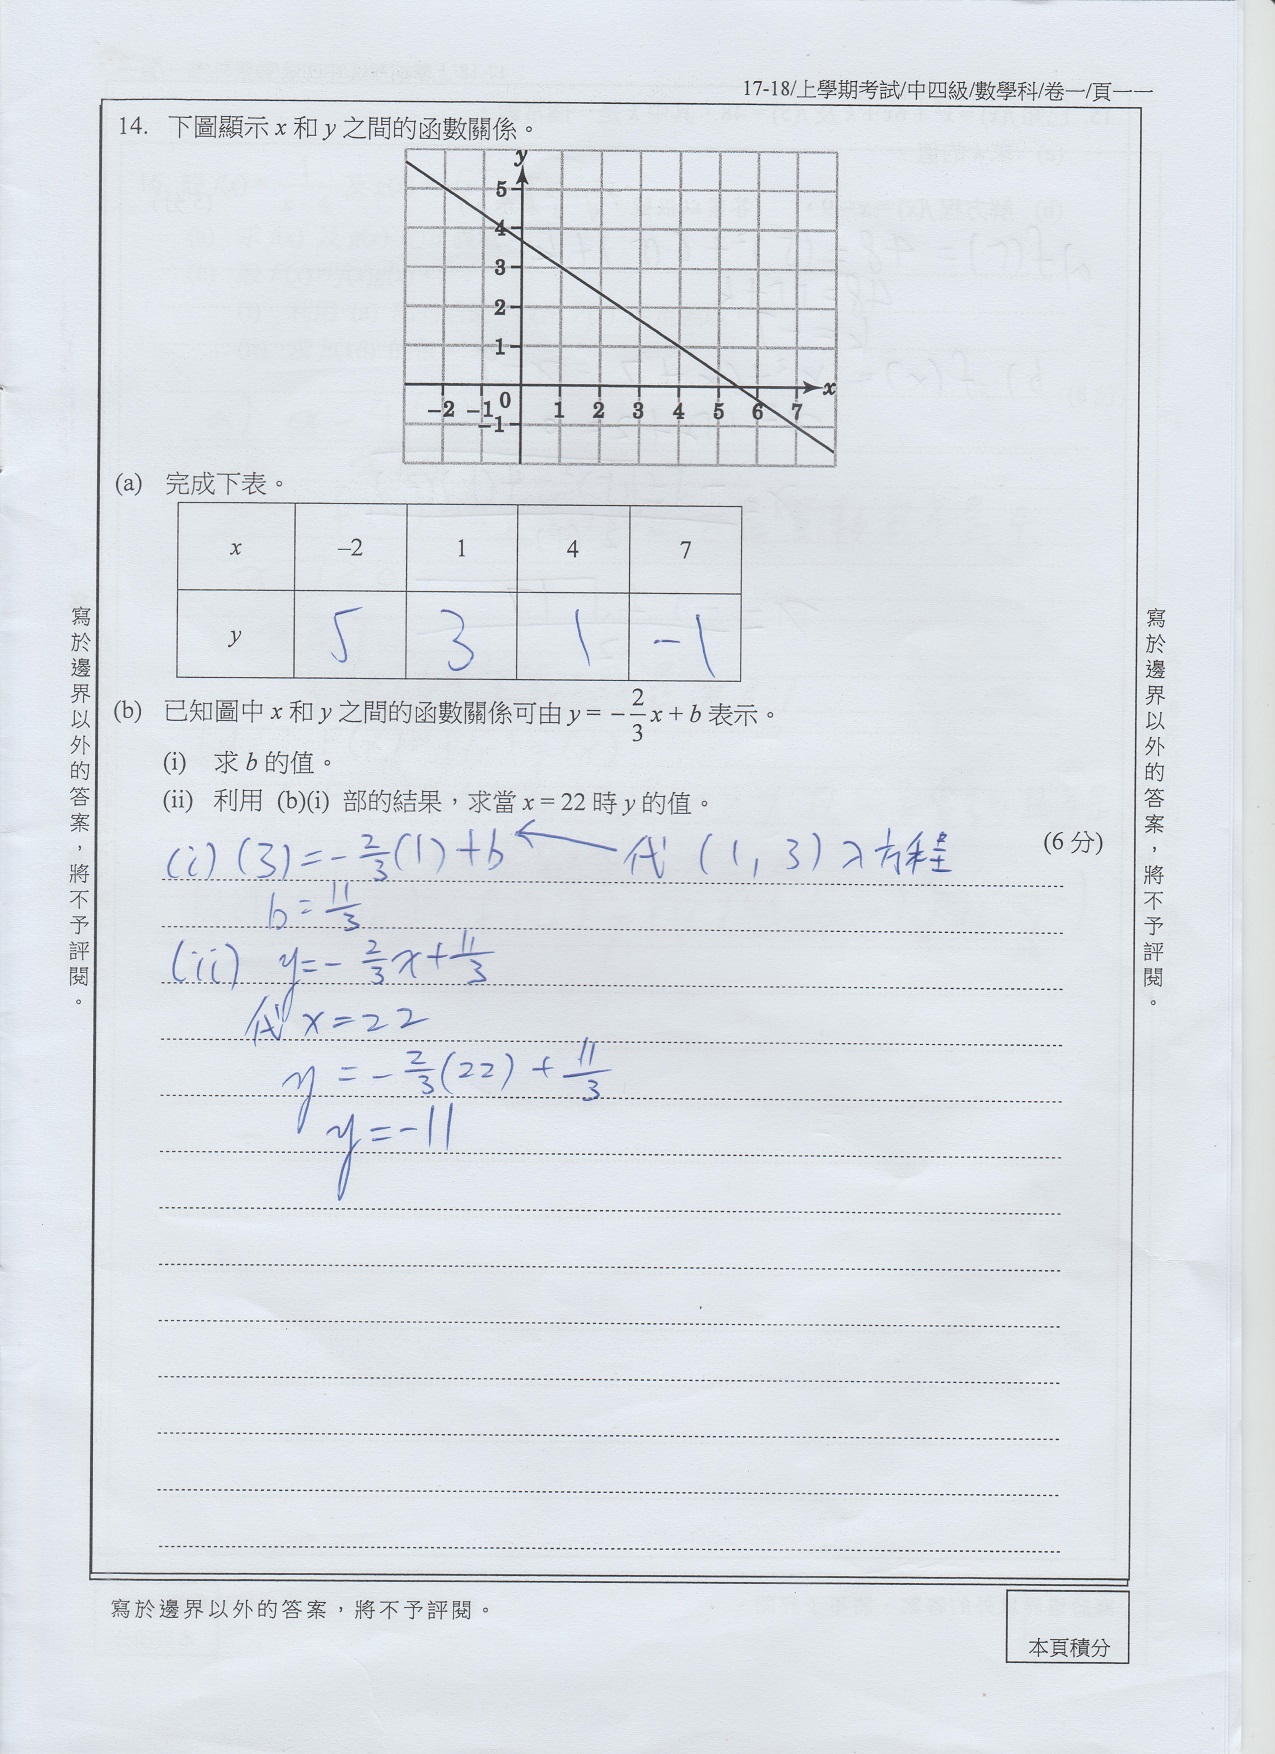 17-18/上學期考試/中四級/數學科/卷一/頁一一
14. 下圖顯示 x 和 y 之間的函數關係。
y
5
4
3
2
1
x
-2 -1 0 1 2 3 4 5 6 7
-1
(a) 完成下表。
x –2 1 4 7
y 5 3 1 -1
(b) 已知圖中 x 和 y 之間的函數關係可由 y = -2/3 x + b 表示。
(i) 求 b 的值。
(ii) 利用 (b)(i) 部的結果，求當 x = 22 時 y 的值。
(6 分)
(i) (3) = -2/3 (1) + b ← 代 (1, 3) 入方程
b = 11/3
(ii) y = -2/3 x + 11/3
代 x = 22
y = -2/3 (22) + 11/3
y = -11
寫於邊界以外的答案，將不予評閱。
寫於邊界以外的答案，將不予評閱。
寫於邊界以外的答案，將不予評閱。
本頁積分